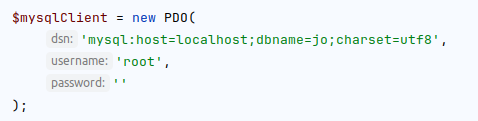 $mysqlClient = new PDO(
dsn: 'mysql:host=localhost;dbname=jo;charset=utf8',
username: 'root',
password: ''
);